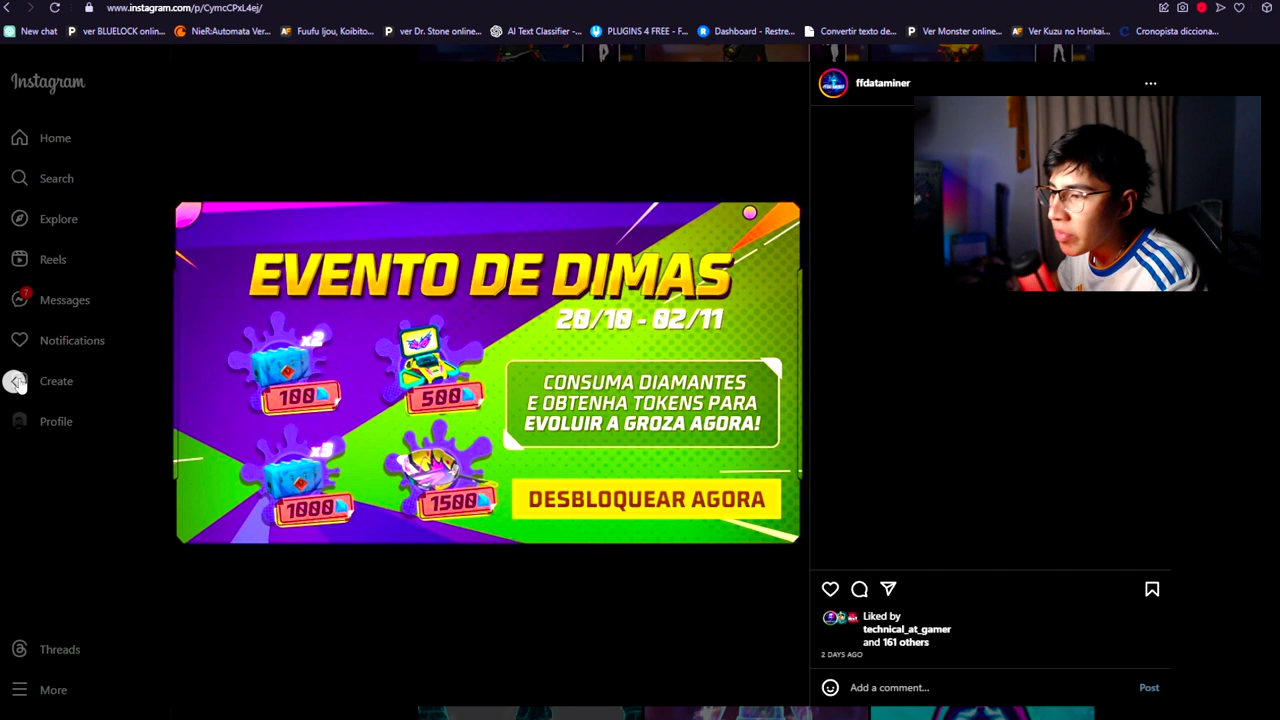 www.instagram.com/p/CymcCPxL4ej/
New chat
ver BLUELOCK onlin...
NieR:Automata Ver...
Fuufu Ijou, Koibito...
ver Dr. Stone online...
AI Text Classifier -...
PLUGINS 4 FREE - F...
Dashboard - Restre...
Convertir texto de...
Ver Monster online...
Ver Kuzu no Honkai...
Cronopista dicciona...
Instagram
Home
Search
Explore
Reels
7
Messages
Notifications
Create
Profile
Threads
More
EVENTO DE DIMAS
20/10 - 02/11
x2
100
500
x3
1000
1500
CONSUMA DIAMANTES
E OBTENHA TOKENS PARA
EVOLUIR A GROZA AGORA!
DESBLOQUEAR AGORA
ffdataminer
Liked by
technical_at_gamer
and 161 others
2 DAYS AGO
Add a comment...
Post